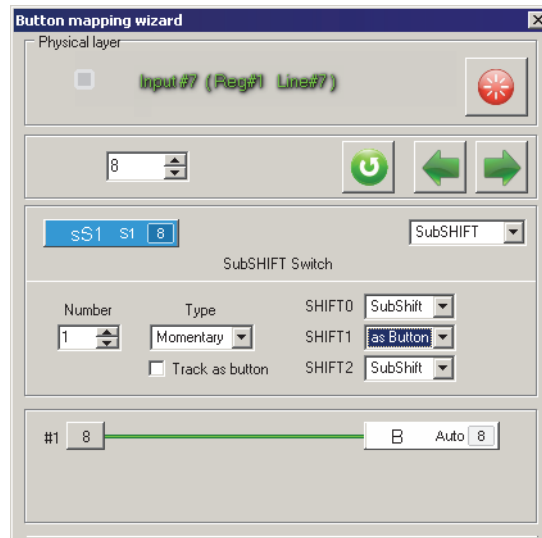 Button mapping wizard
Physical layer
Input#7 (Reg#1 Line#7)
8
sS1 S1 8
SubSHIFT
SubSHIFT Switch
Number
Type
SHIFT0 SubShift
1
Momentary
SHIFT1 as Button
Track as button
SHIFT2 SubShift
#1 8
B Auto 8